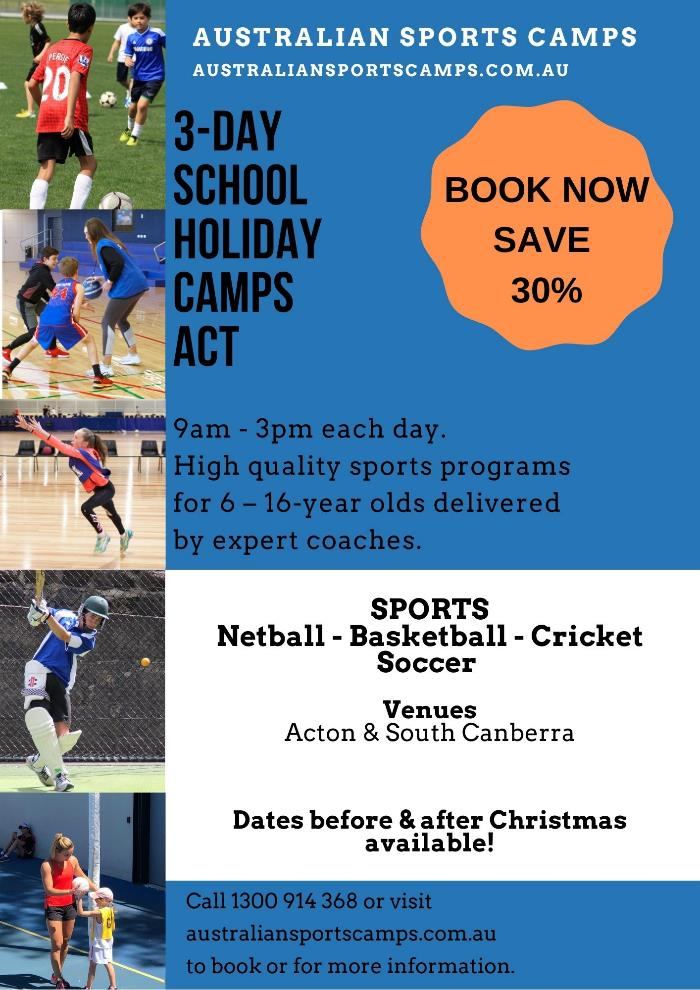 AUSTRALIAN SPORTS CAMPS
AUSTRALIANSPORTSCAMPS.COM.AU
3-DAY
SCHOOL
HOLIDAY
CAMPS
ACT
BOOK NOW
SAVE
30%
9am - 3pm each day.
High quality sports programs
for 6 – 16-year olds delivered
by expert coaches.
SPORTS
Netball - Basketball - Cricket
Soccer
Venues
Acton & South Canberra
Dates before & after Christmas
available!
Call 1300 914 368 or visit
australiansportscamps.com.au
to book or for more information.
20